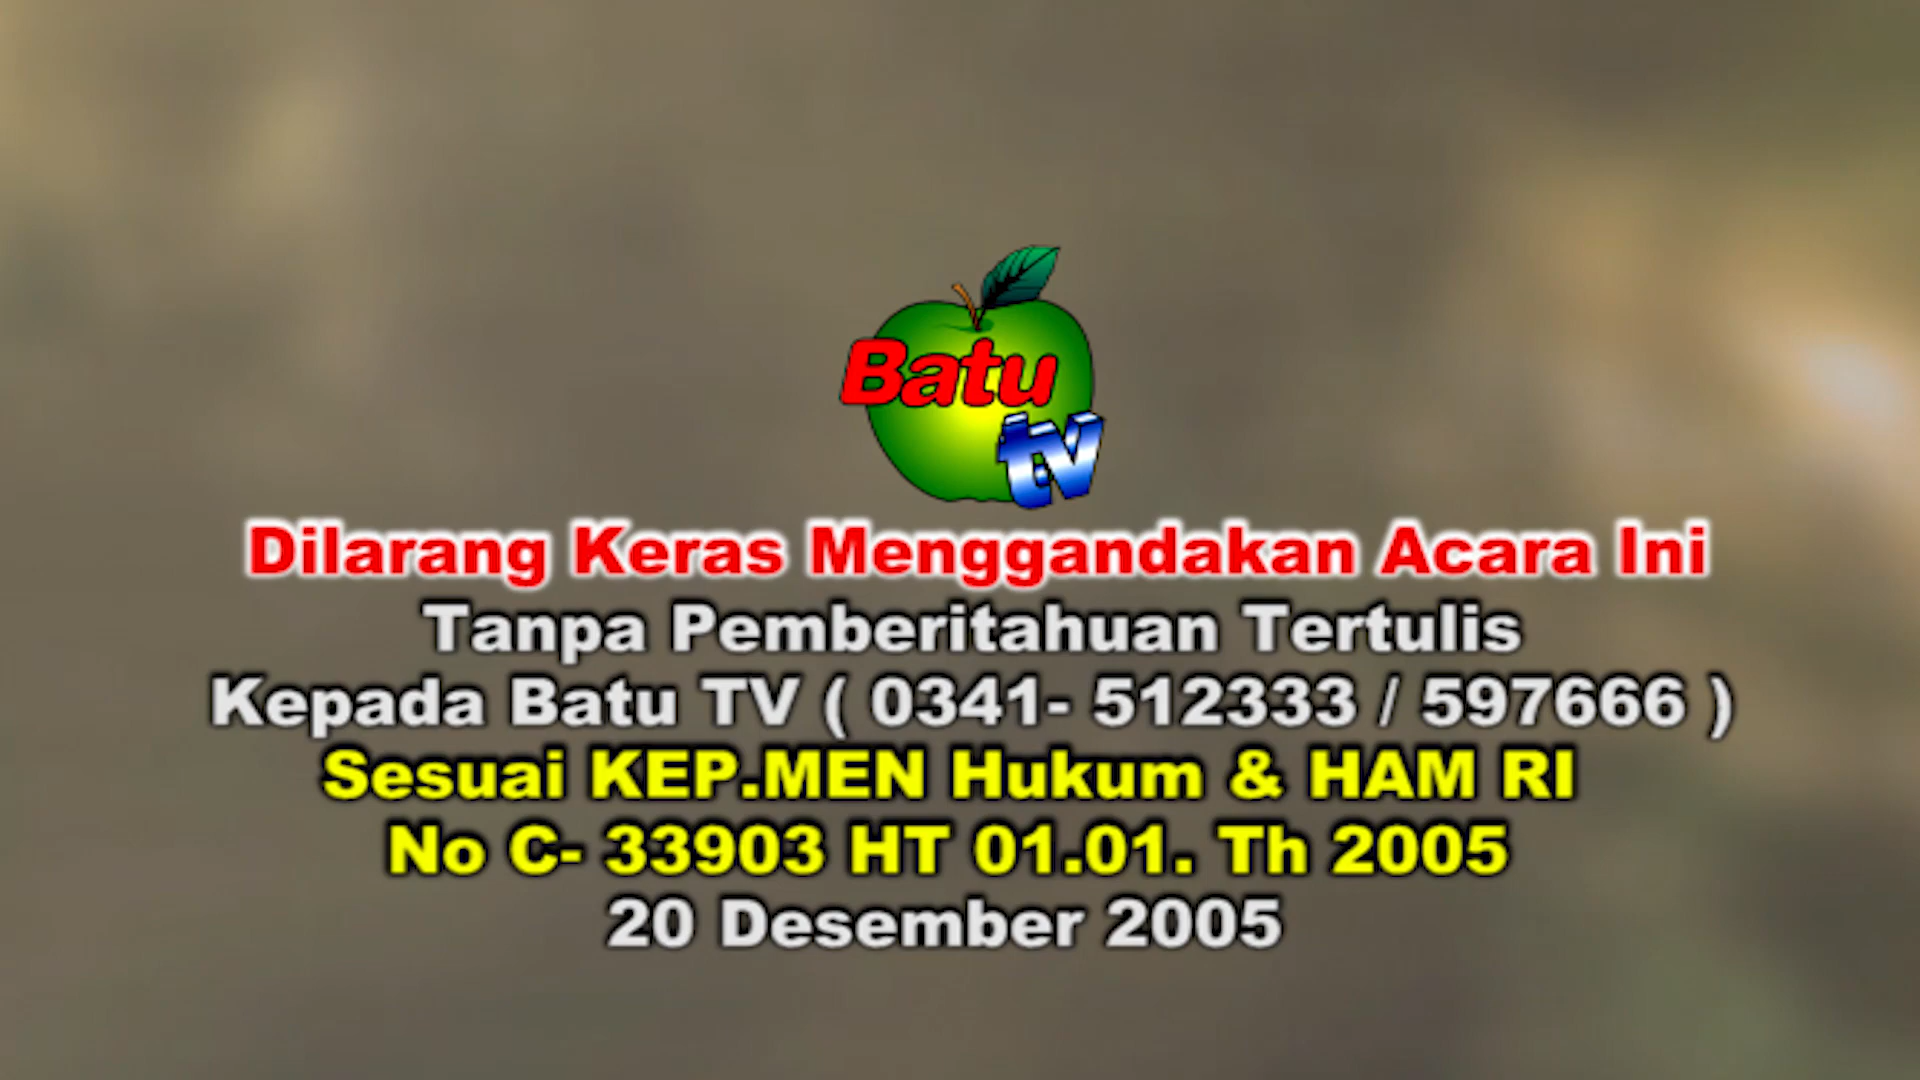 Batu
tv
Dilarang Keras Menggandakan Acara Ini
Tanpa Pemberitahuan Tertulis
Kepada Batu TV ( 0341- 512333 / 597666 )
Sesuai KEP.MEN Hukum & HAM RI
No C- 33903 HT 01.01. Th 2005
20 Desember 2005